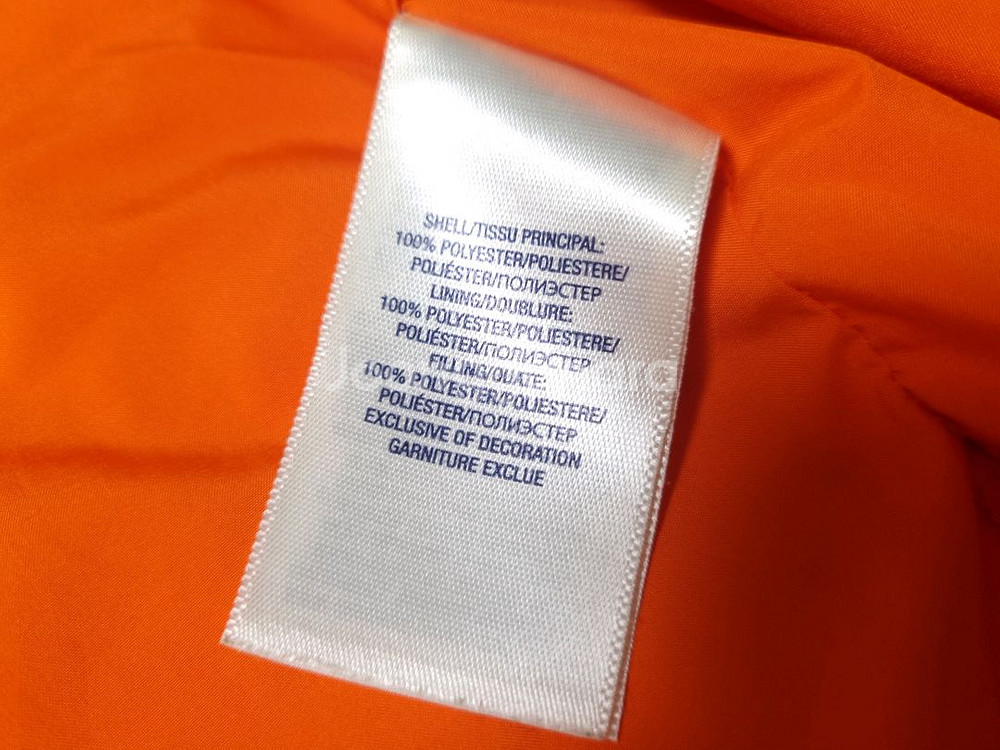 SHELL/TISSU PRINCIPAL:
100% POLYESTER/POLIESTERE/
POLIÉSTER/ПОЛИЭСТЕР
LINING/DOUBLURE:
100% POLYESTER/POLIESTERE/
POLIÉSTER/ПОЛИЭСТЕР
FILLING/OUATE:
100% POLYESTER/POLIESTERE/
POLIÉSTER/ПОЛИЭСТЕР
EXCLUSIVE OF DECORATION
GARNITURE EXCLUE